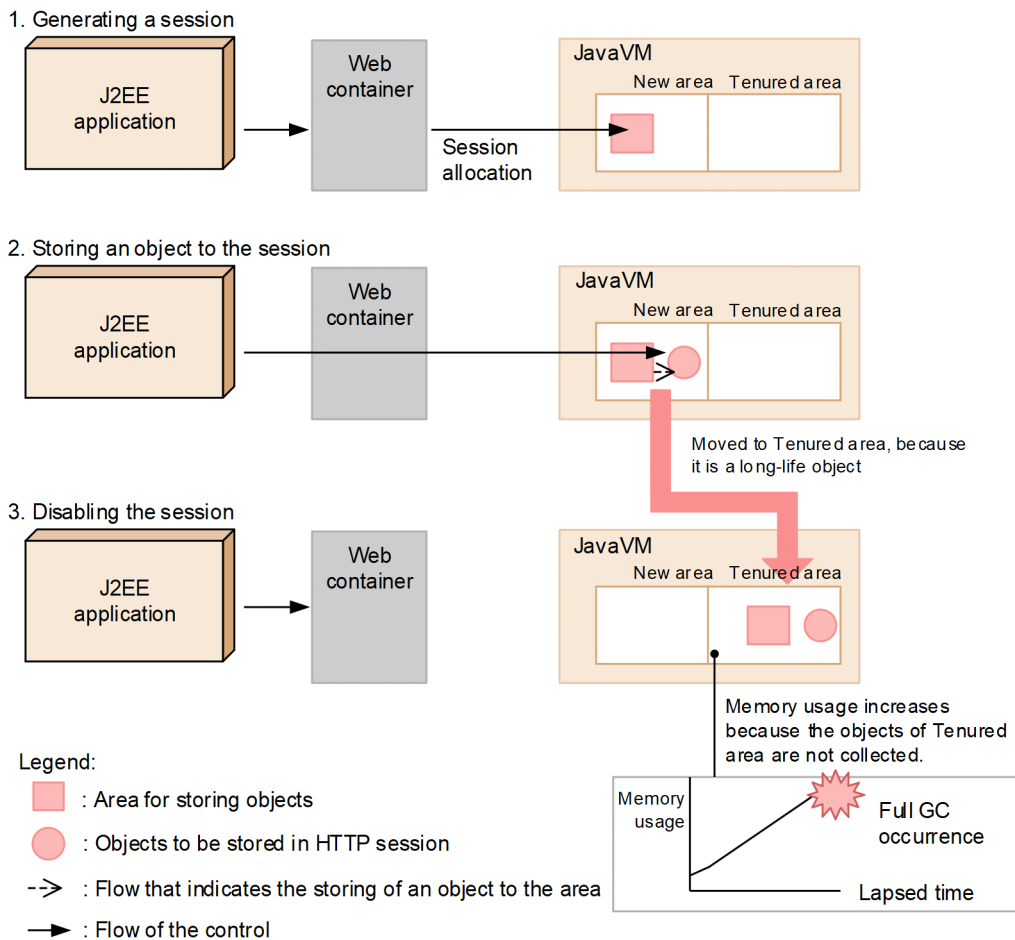 1. Generating a session
J2EE
application
Web
container
Session
allocation
JavaVM
New area
Tenured area
2. Storing an object to the session
J2EE
application
Web
container
JavaVM
New area
Tenured area
Moved to Tenured area, because
it is a long-life object
3. Disabling the session
J2EE
application
Web
container
JavaVM
New area
Tenured area
Memory usage increases
because the objects of Tenured
area are not collected.
Memory
usage
Full GC
occurrence
Lapsed time
Legend:
: Area for storing objects
: Objects to be stored in HTTP session
: Flow that indicates the storing of an object to the area
: Flow of the control